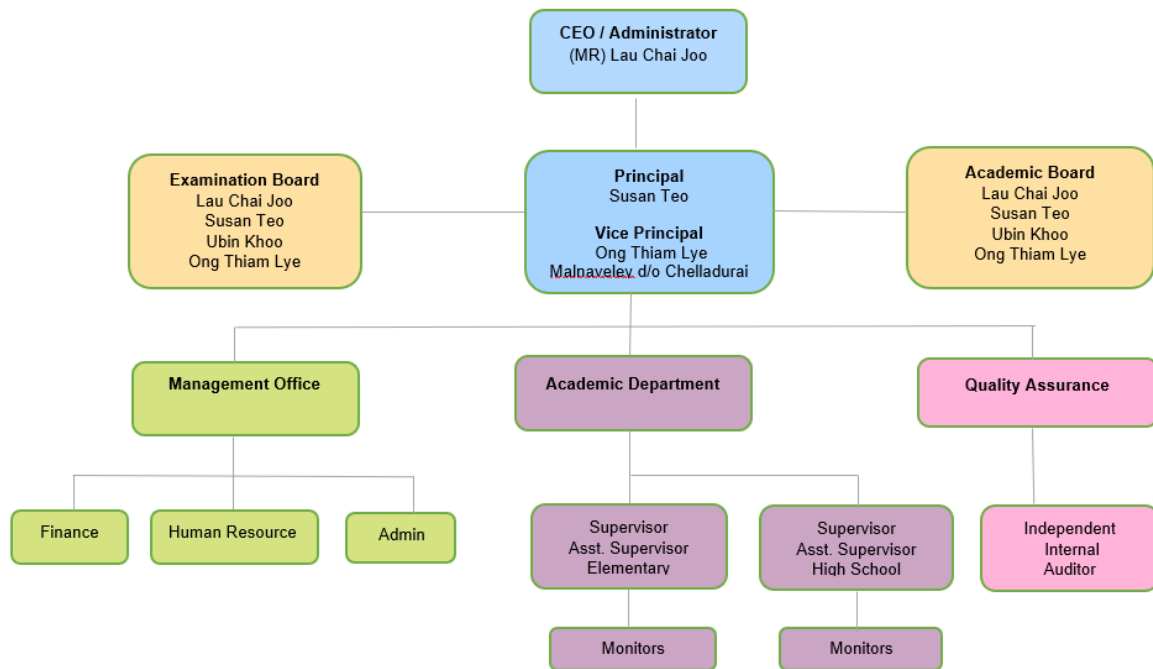 CEO / Administrator
(MR) Lau Chai Joo
Examination Board
Lau Chai Joo
Susan Teo
Ubin Khoo
Ong Thiam Lye
Principal
Susan Teo
Vice Principal
Ong Thiam Lye
Malnaveley d/o Chelladurai
Academic Board
Lau Chai Joo
Susan Teo
Ubin Khoo
Ong Thiam Lye
Management Office
Academic Department
Quality Assurance
Finance
Human Resource
Admin
Supervisor
Asst. Supervisor
Elementary
Supervisor
Asst. Supervisor
High School
Independent
Internal
Auditor
Monitors
Monitors